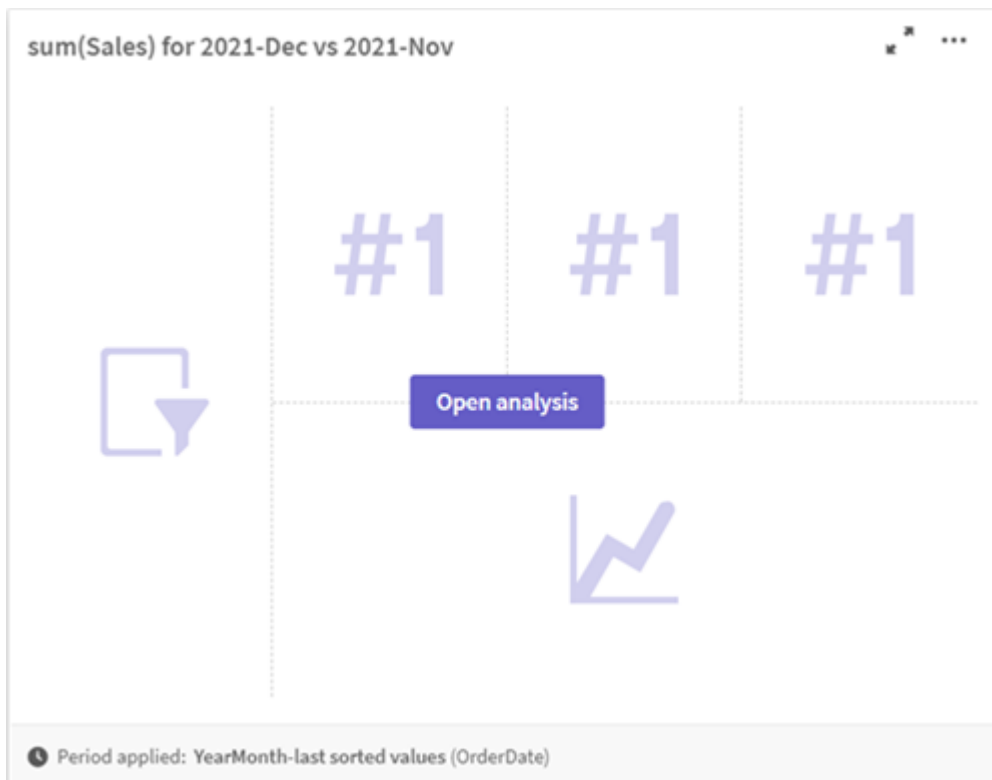 sum(Sales) for 2021-Dec vs 2021-Nov
#1 #1 #1
Open analysis
Period applied: YearMonth-last sorted values (OrderDate)